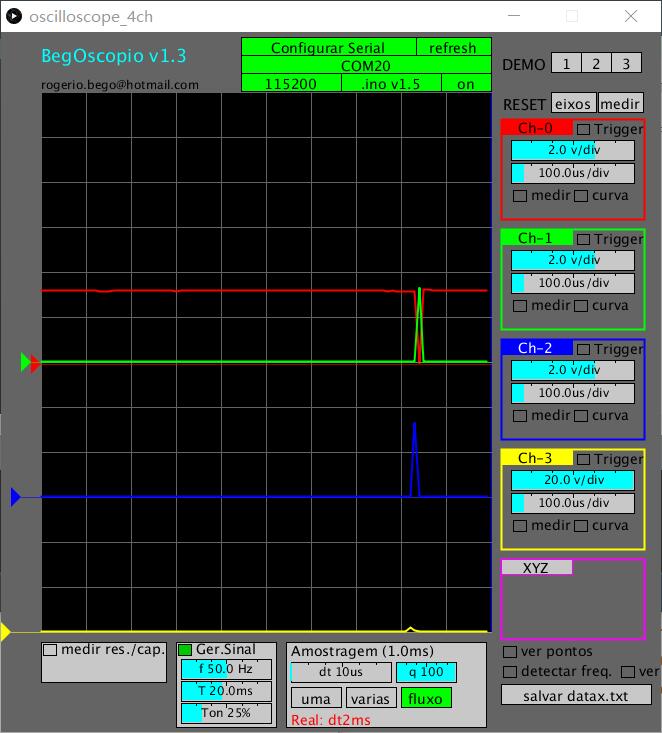 oscilloscope_4ch
BegOscopio v1.3
rogerio.bego@hotmail.com
Configurar Serial refresh
COM20
115200 .ino v1.5 on
DEMO 1 2 3
RESET eixos medir
Ch-0 Trigger
2.0 v/div
100.0us/div
medir curva
Ch-1 Trigger
2.0 v/div
100.0us/div
medir curva
Ch-2 Trigger
2.0 v/div
100.0us/div
medir curva
Ch-3 Trigger
20.0 v/div
100.0us/div
medir curva
XYZ
medir res./cap.
Ger.Sinal
f 50.0 Hz
T 20.0ms
Ton 25%
Amostragem (1.0ms)
dt 10us q 100
uma varias fluxo
Real: dt2ms
ver pontos
detectar freq. ver
salvar datax.txt